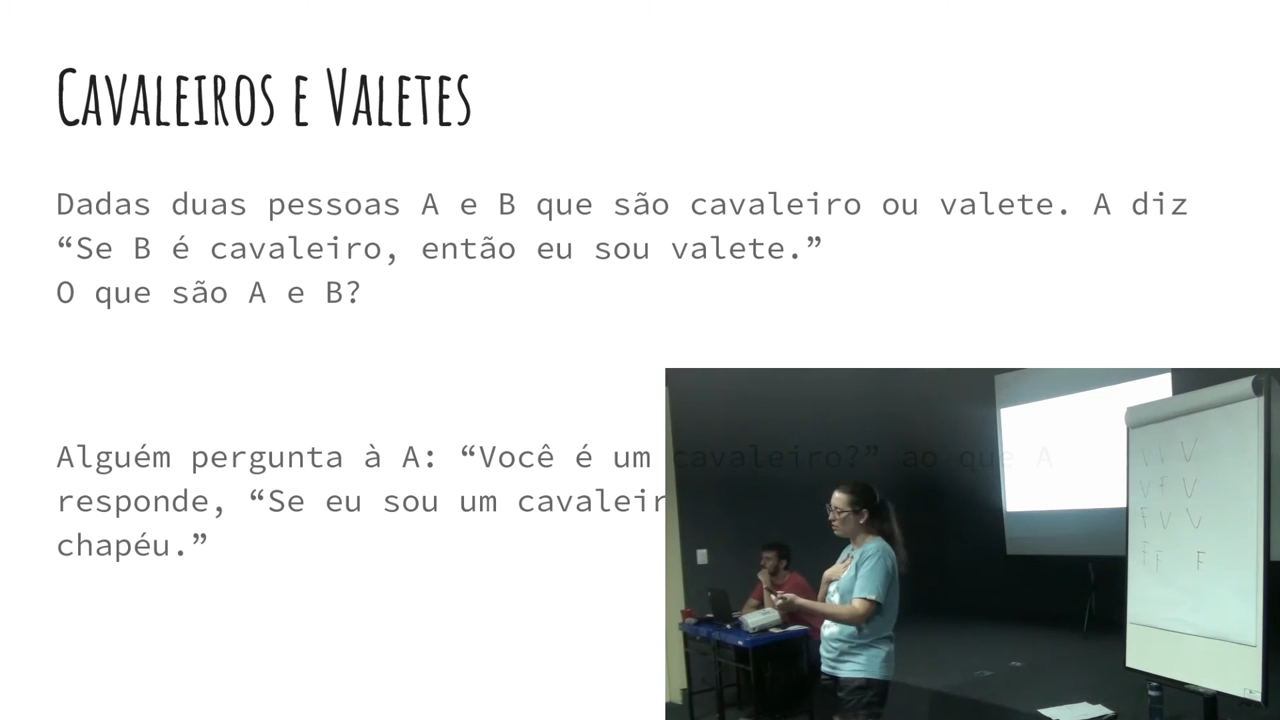 Cavaleiros e Valetes
Dadas duas pessoas A e B que são cavaleiro ou valete. A diz
“Se B é cavaleiro, então eu sou valete.”
O que são A e B?
Alguém pergunta à A: “Você é um cavaleiro?” ao que A
responde, “Se eu sou um cavaleir
chapéu.”
V V V
V F V
F V V
F F F